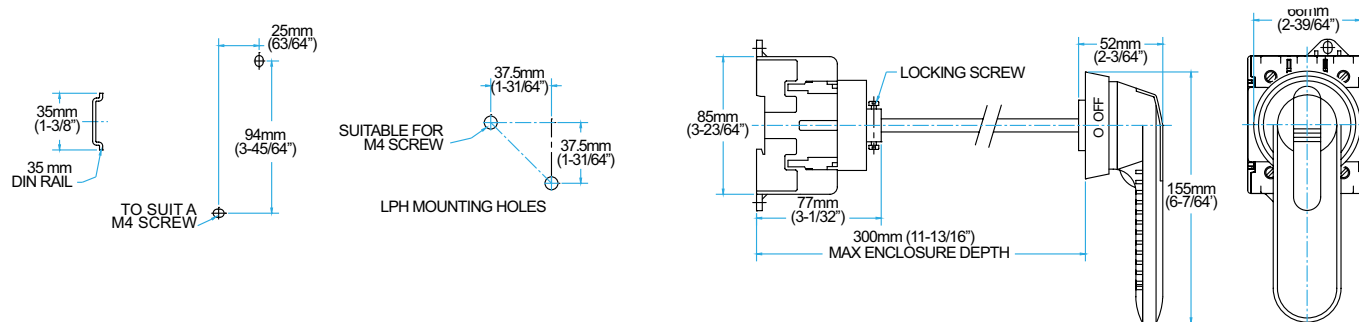 25mm
(63/64")
35mm
(1-3/8")
94mm
(3-45/64")
35 mm
DIN RAIL
TO SUIT A
M4 SCREW
37.5mm
(1-31/64")
SUITABLE FOR
M4 SCREW
37.5mm
(1-31/64")
LPH MOUNTING HOLES
LOCKING SCREW
52mm
(2-3/64")
85mm
(3-23/64")
O OFF
77mm
(3-1/32")
155mm
(6-7/64')
300mm (11-13/16")
MAX ENCLOSURE DEPTH
66mm
(2-39/64")